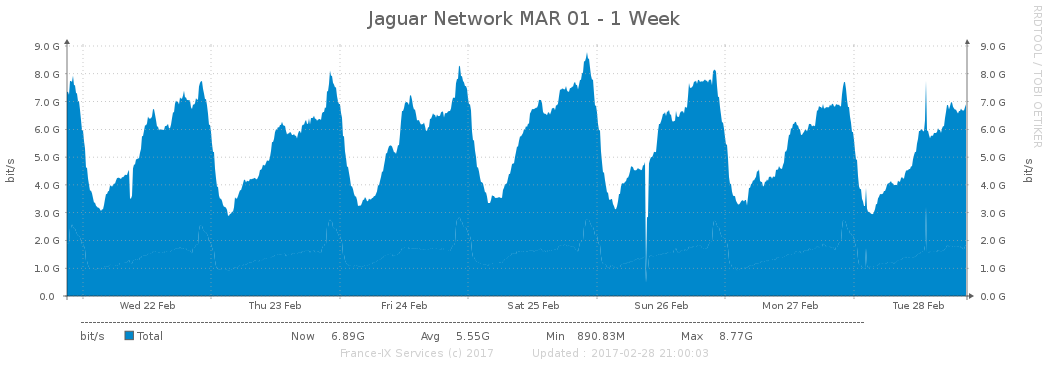 Jaguar Network MAR 01 - 1 Week
RRDTOOL / TOBI OETIKER
9.0 G 9.0 G
8.0 G 8.0 G
7.0 G 7.0 G
6.0 G 6.0 G
5.0 G 5.0 G
4.0 G 4.0 G
3.0 G 3.0 G
2.0 G 2.0 G
1.0 G 1.0 G
0.0 0.0 G
bit/s
bit/s
Wed 22 Feb Thu 23 Feb Fri 24 Feb Sat 25 Feb Sun 26 Feb Mon 27 Feb Tue 28 Feb
bit/s Total Now 6.89G Avg 5.55G Min 890.83M Max 8.77G
France-IX Services (c) 2017 Updated : 2017-02-28 21:00:03